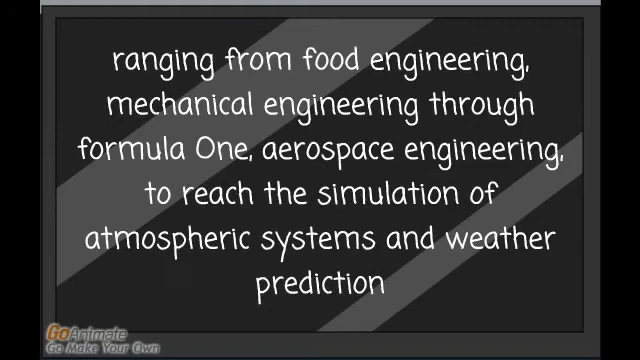 ranging from food engineering,
mechanical engineering through
formula One, aerospace engineering,
to reach the simulation of
atmospheric systems and weather
prediction
GoAnimate
Go Make Your Own